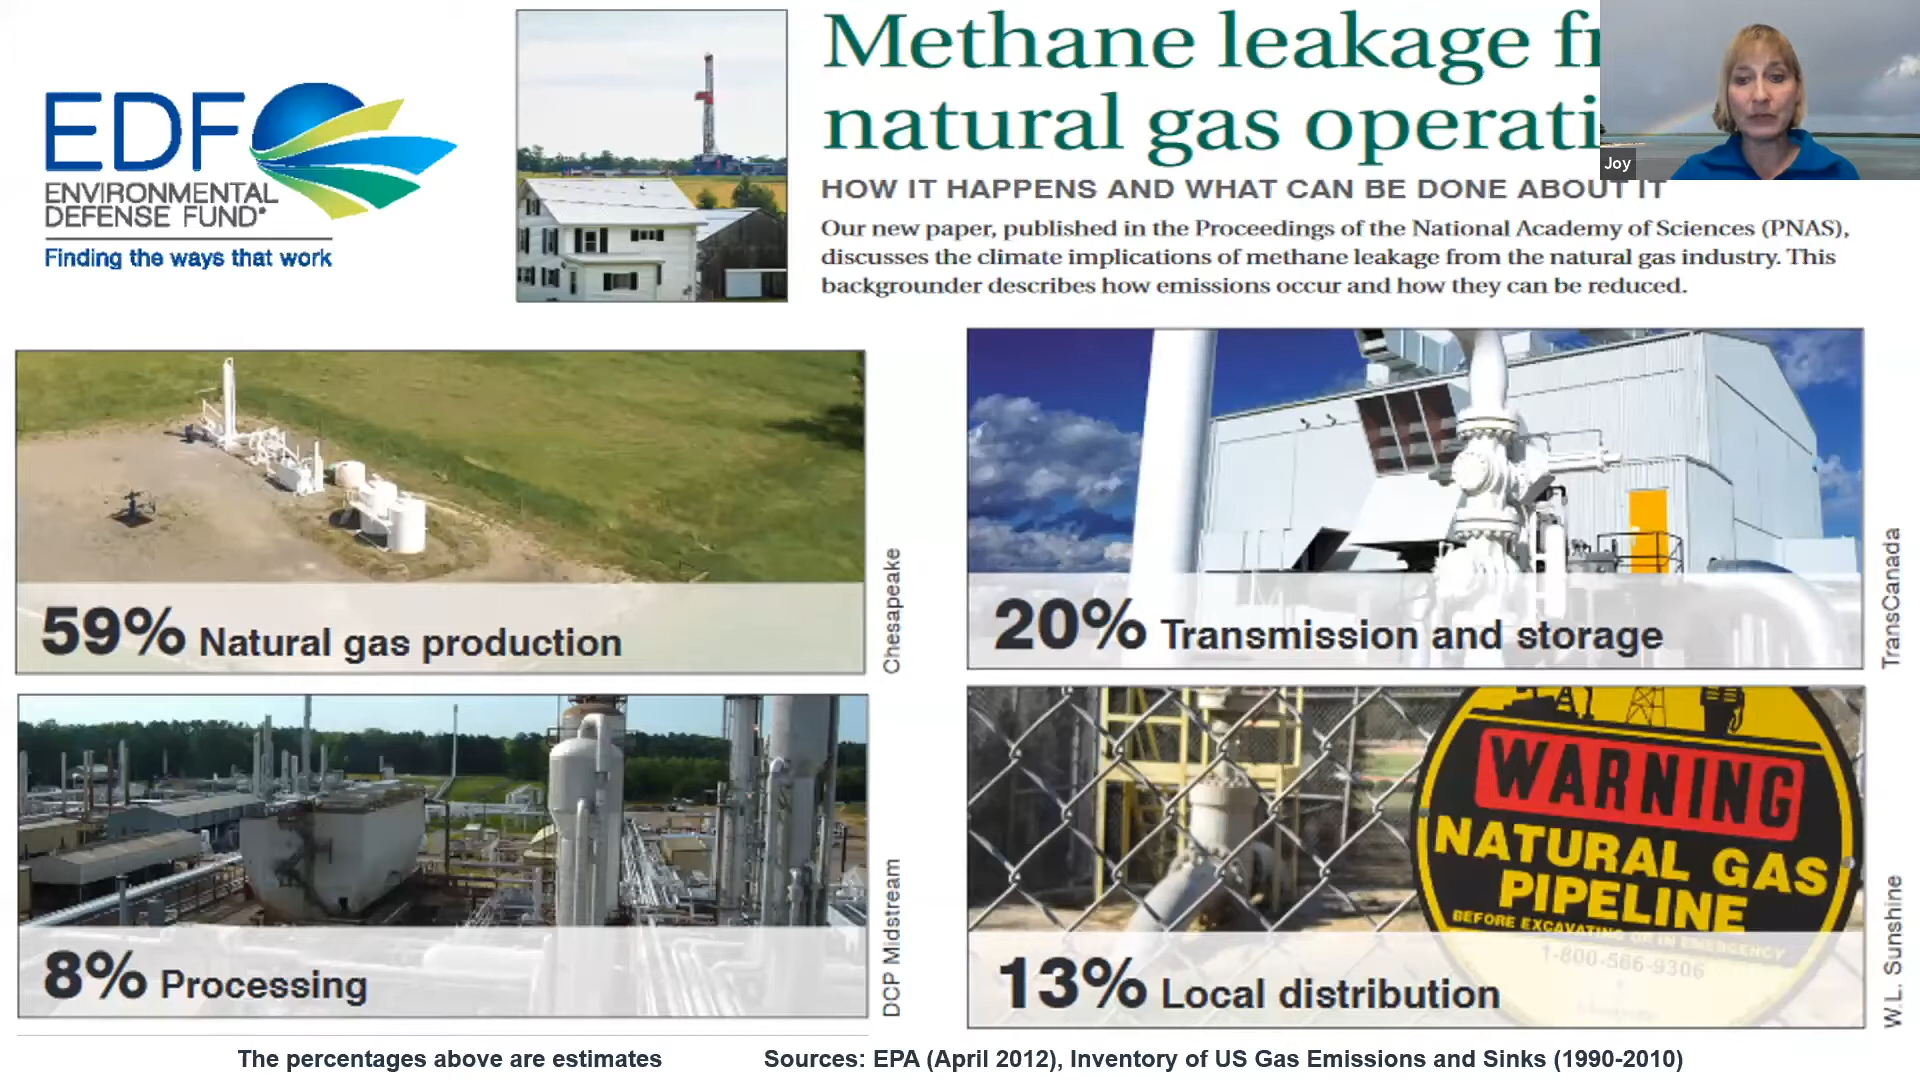 EDF
ENVIRONMENTAL
DEFENSE FUND®
Finding the ways that work
Methane leakage fr
natural gas operati
HOW IT HAPPENS AND WHAT CAN BE DONE ABOUT IT
Our new paper, published in the Proceedings of the National Academy of Sciences (PNAS),
discusses the climate implications of methane leakage from the natural gas industry. This
backgrounder describes how emissions occur and how they can be reduced.
Joy
59% Natural gas production
Chesapeake
20% Transmission and storage
TransCanada
8% Processing
DCP Midstream
WARNING
NATURAL GAS
PIPELINE
BEFORE EXCAVATING OR IN EMERGENCY
1-800-566-9306
13% Local distribution
W.L. Sunshine
The percentages above are estimates
Sources: EPA (April 2012), Inventory of US Gas Emissions and Sinks (1990-2010)